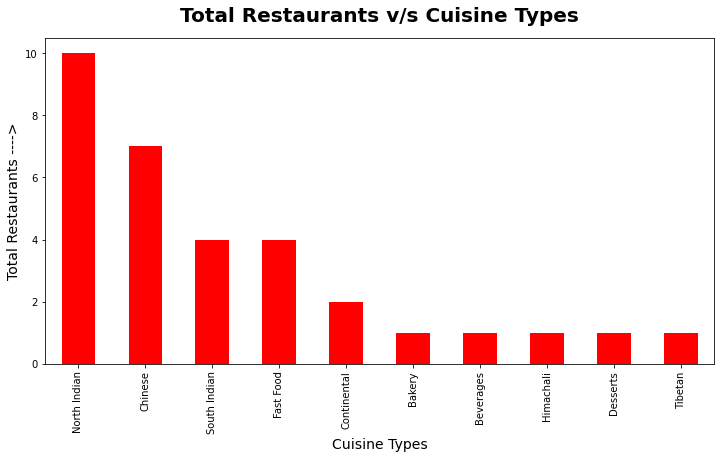 Total Restaurants v/s Cuisine Types
Total Restaurants ---->
10
8
6
4
2
0
North Indian
Chinese
South Indian
Fast Food
Continental
Bakery
Beverages
Himachali
Desserts
Tibetan
Cuisine Types